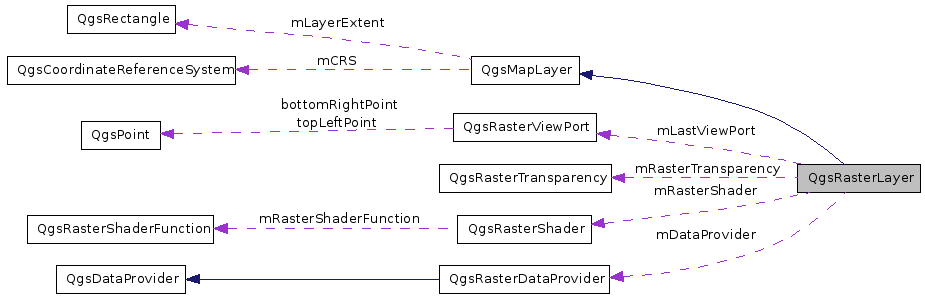 QgsRectangle
mLayerExtent
QgsCoordinateReferenceSystem
mCRS
QgsMapLayer
bottomRightPoint
topLeftPoint
QgsPoint
QgsRasterViewPort
mLastViewPort
mRasterTransparency
QgsRasterTransparency
QgsRasterLayer
mRasterShader
mRasterShaderFunction
QgsRasterShaderFunction
QgsRasterShader
mDataProvider
QgsDataProvider
QgsRasterDataProvider